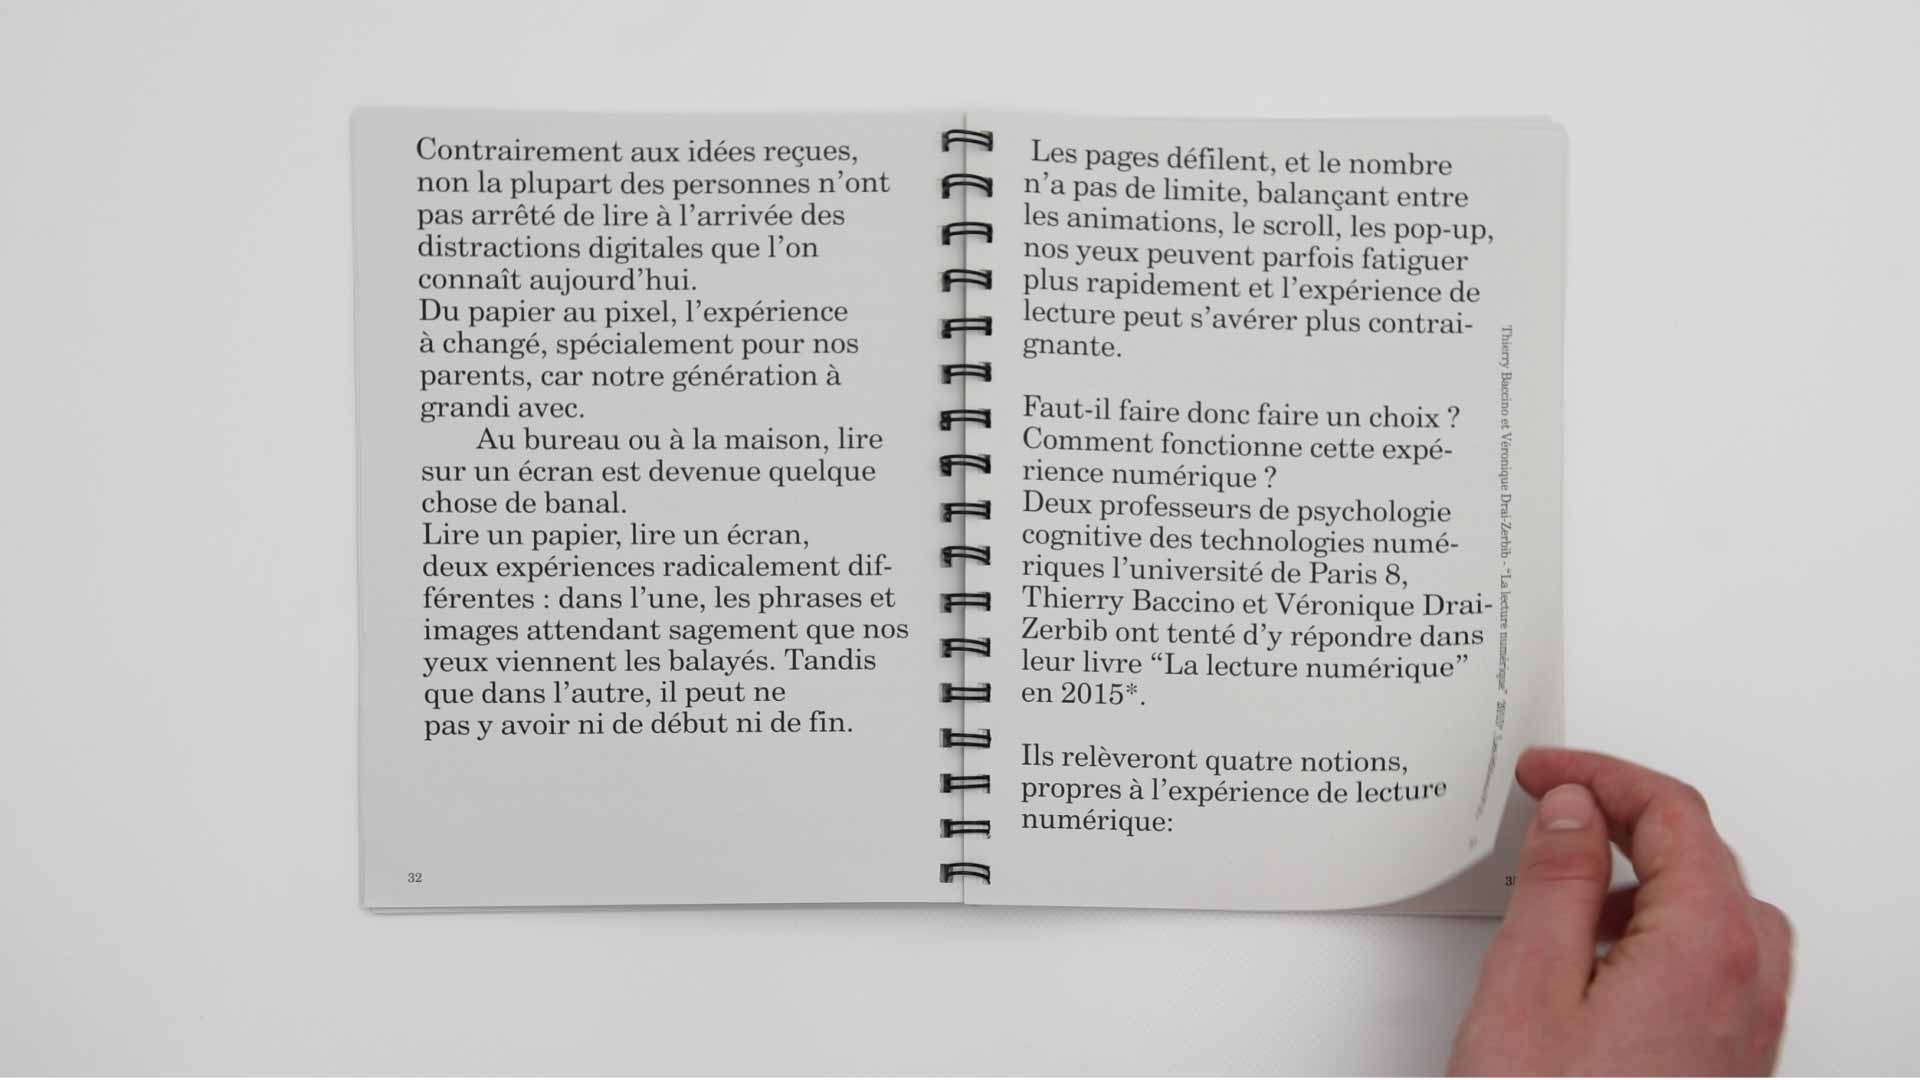 Contrairement aux idées reçues,
non la plupart des personnes n’ont
pas arrêté de lire à l’arrivée des
distractions digitales que l’on
connaît aujourd’hui.
Du papier au pixel, l’expérience
à changé, spécialement pour nos
parents, car notre génération à
grandi avec.
Au bureau ou à la maison, lire
sur un écran est devenue quelque
chose de banal.
Lire un papier, lire un écran,
deux expériences radicalement dif-
férentes : dans l’une, les phrases et
images attendant sagement que nos
yeux viennent les balayés. Tandis
que dans l’autre, il peut ne
pas y avoir ni de début ni de fin.
32
Les pages défilent, et le nombre
n’a pas de limite, balançant entre
les animations, le scroll, les pop-up,
nos yeux peuvent parfois fatiguer
plus rapidement et l’expérience de
lecture peut s’avérer plus contrai-
gnante.
Faut-il faire donc faire un choix ?
Comment fonctionne cette expé-
rience numérique ?
Deux professeurs de psychologie
cognitive des technologies numé-
riques l’université de Paris 8,
Thierry Baccino et Véronique Drai-
Zerbib ont tenté d’y répondre dans
leur livre “La lecture numérique”
en 2015*.
Ils relèveront quatre notions,
propres à l’expérience de lecture
numérique:
Thierry Baccino et Véronique Drai-Zerbib - “La lecture numérique”